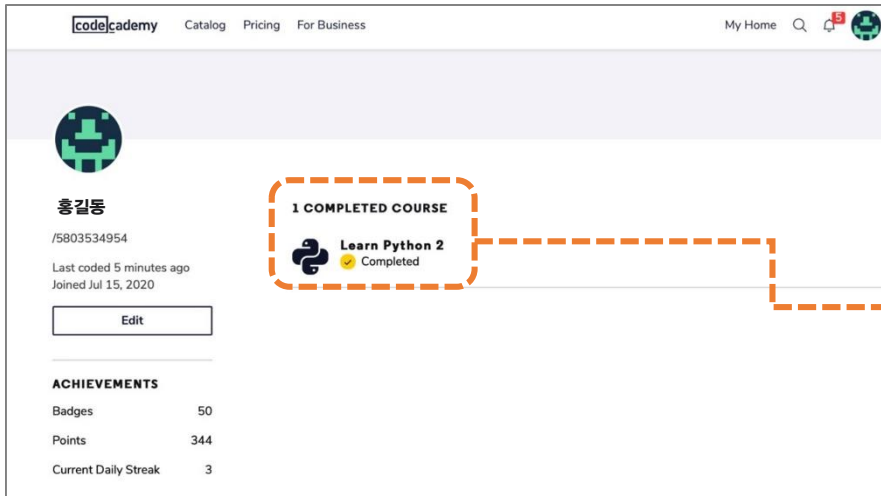 codecademy Catalog Pricing For Business My Home 5
홍길동
/5803534954
Last coded 5 minutes ago
Joined Jul 15, 2020
Edit
ACHIEVEMENTS
Badges 50
Points 344
Current Daily Streak 3
1 COMPLETED COURSE
Learn Python 2
Completed